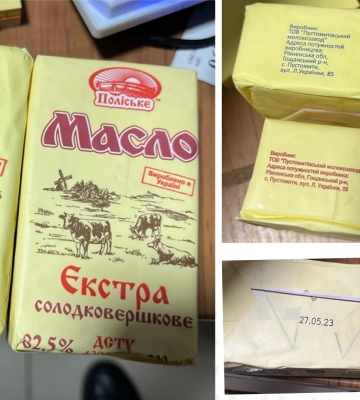 Поліське
Масло
Вироблено в
Україні
Екстра
солодковершкове
82,5%
ДСТУ
Виробник:
ТОВ "Пустомитівський
молокозавод"
Адреса потужностей
виробництва:
Рівненська обл,
Гощанський р-н,
с. Пустомити,
вул. Л.Українки, 85
Виробник:
ТОВ "Пустомитівський молокозавод"
Адреса потужностей виробника:
Рівненська обл, Гощанський р-н,
с. Пустомити, вул. Л. Українки, 85
27.05.23